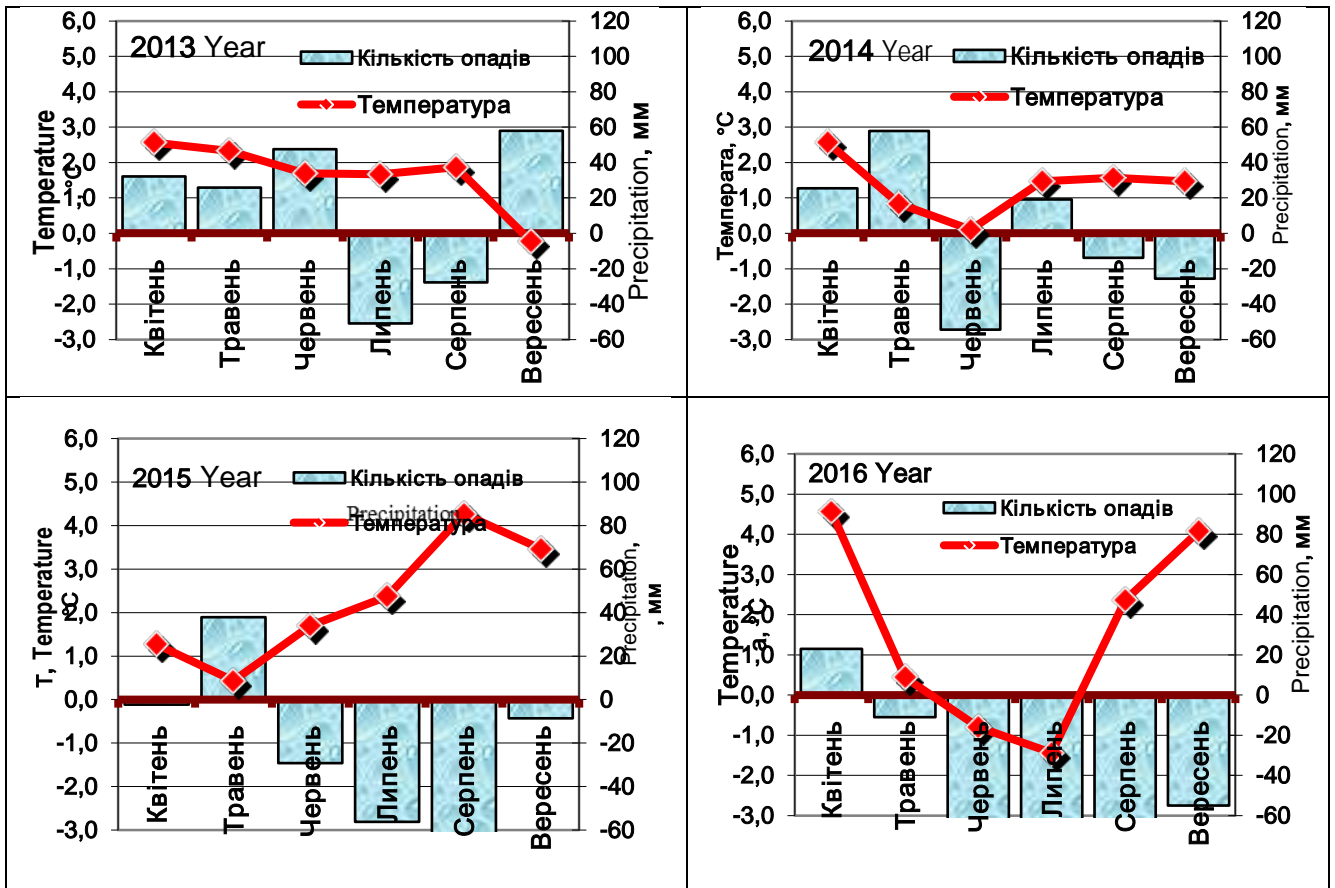 2013 Year
Кількість опадів
Температура
Temperature
°C
6,0
5,0
4,0
3,0
2,0
1,0
0,0
-1,0
-2,0
-3,0
120
100
80
60
40
20
0
-20
-40
-60
Precipitation, мм
Квітень
Травень
Червень
Липень
Серпень
Вересень
2014 Year
Кількість опадів
Температура
Температа, °C
6,0
5,0
4,0
3,0
2,0
1,0
0,0
-1,0
-2,0
-3,0
120
100
80
60
40
20
0
-20
-40
-60
Precipitation, мм
Квітень
Травень
Червень
Липень
Серпень
Вересень
2015 Year
Кількість опадів
Precipitation
Температура
T, Temperature
°C
6,0
5,0
4,0
3,0
2,0
1,0
0,0
-1,0
-2,0
-3,0
120
100
80
60
40
20
0
-20
-40
-60
Precipitation,
, мм
Квітень
Травень
Червень
Липень
Серпень
Вересень
2016 Year
Кількість опадів
Температура
Temperature
а, °C
6,0
5,0
4,0
3,0
2,0
1,0
0,0
-1,0
-2,0
-3,0
120
100
80
60
40
20
0
-20
-40
-60
Precipitation, мм
Квітень
Травень
Червень
Липень
Серпень
Вересень